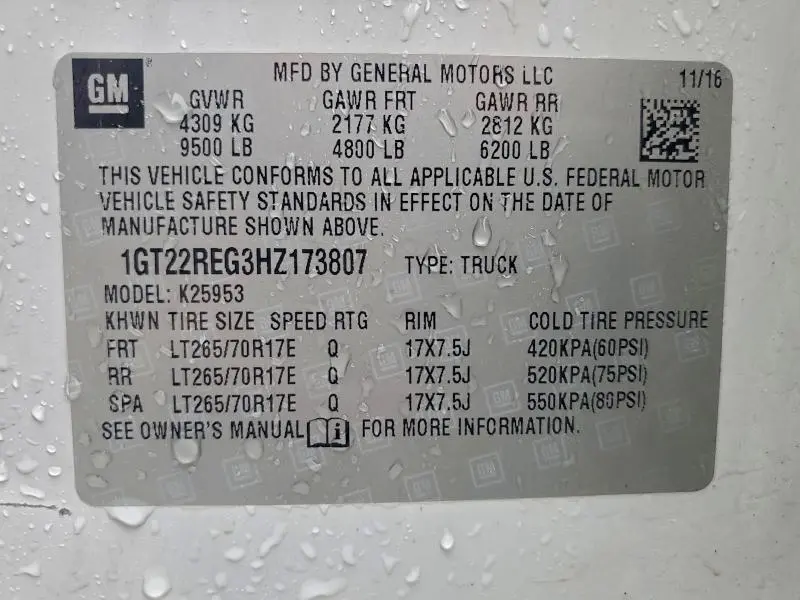 GM
MFD BY GENERAL MOTORS LLC 11/16
GVWR GAWR FRT GAWR RR
4309 KG 2177 KG 2812 KG
9500 LB 4800 LB 6200 LB
THIS VEHICLE CONFORMS TO ALL APPLICABLE U.S. FEDERAL MOTOR
VEHICLE SAFETY STANDARDS IN EFFECT ON THE DATE OF
MANUFACTURE SHOWN ABOVE.
1GT22REG3HZ173807 TYPE: TRUCK
MODEL: K25953
KHWN TIRE SIZE SPEED RTG RIM COLD TIRE PRESSURE
FRT LT265/70R17E Q 17X7.5J 420KPA(60PSI)
RR LT265/70R17E Q 17X7.5J 520KPA(75PSI)
SPA LT265/70R17E Q 17X7.5J 550KPA(80PSI)
SEE OWNER'S MANUAL i FOR MORE INFORMATION.